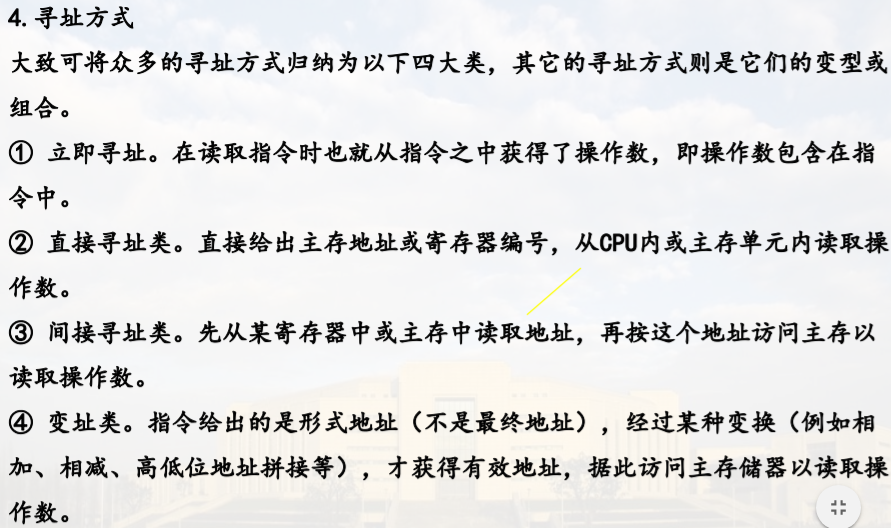 4. 寻址方式
大致可将众多的寻址方式归纳为以下四大类，其它的寻址方式则是它们的变型或
组合。
① 立即寻址。在读取指令时也就从指令之中获得了操作数，即操作数包含在指
令中。
② 直接寻址类。直接给出主存地址或寄存器编号，从CPU内或主存单元内读取操
作数。
③ 间接寻址类。先从某寄存器中或主存中读取地址，再按这个地址访问主存以
读取操作数。
④ 变址类。指令给出的是形式地址（不是最终地址），经过某种变换（例如相
加、相减、高低位地址拼接等），才获得有效地址，据此访问主存储器以读取操
作数。